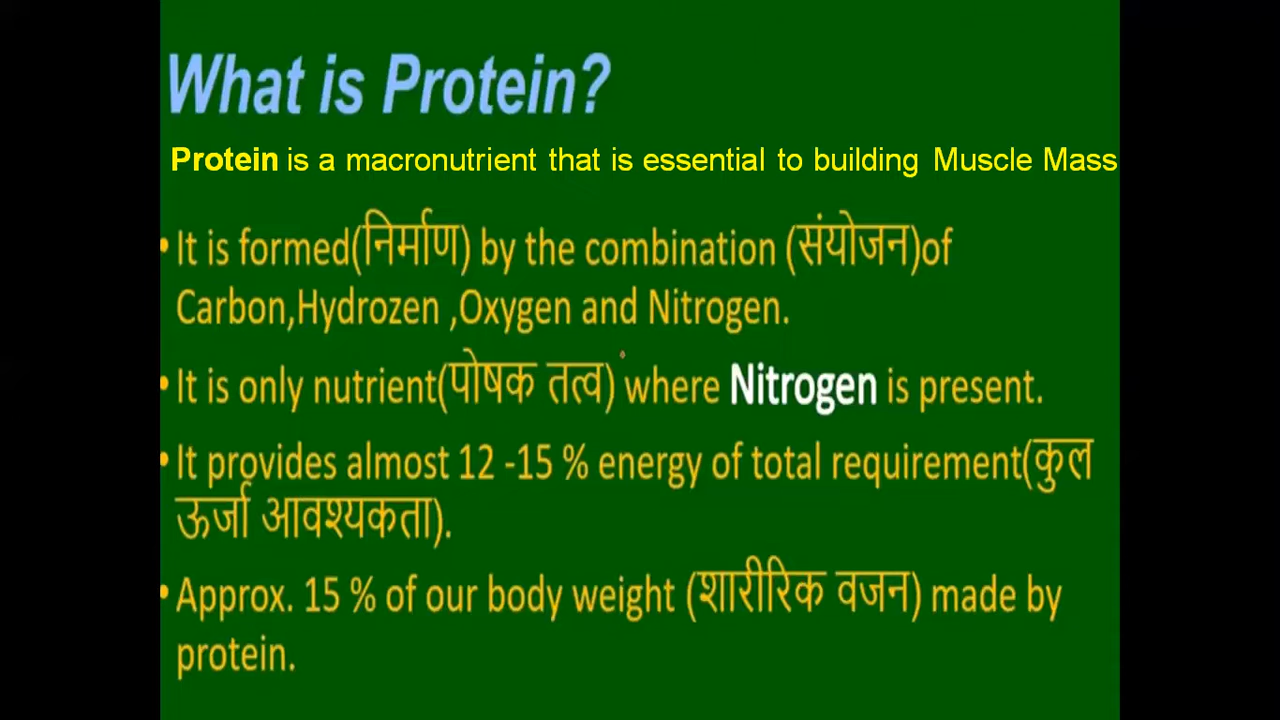 What is Protein?
Protein is a macronutrient that is essential to building Muscle Mass
• It is formed(निर्माण) by the combination (संयोजन)of
Carbon,Hydrozen ,Oxygen and Nitrogen.
• It is only nutrient(पोषक तत्व) where Nitrogen is present.
• It provides almost 12 -15 % energy of total requirement(कुल
ऊर्जा आवश्यकता).
• Approx. 15 % of our body weight (शारीरिक वजन) made by
protein.